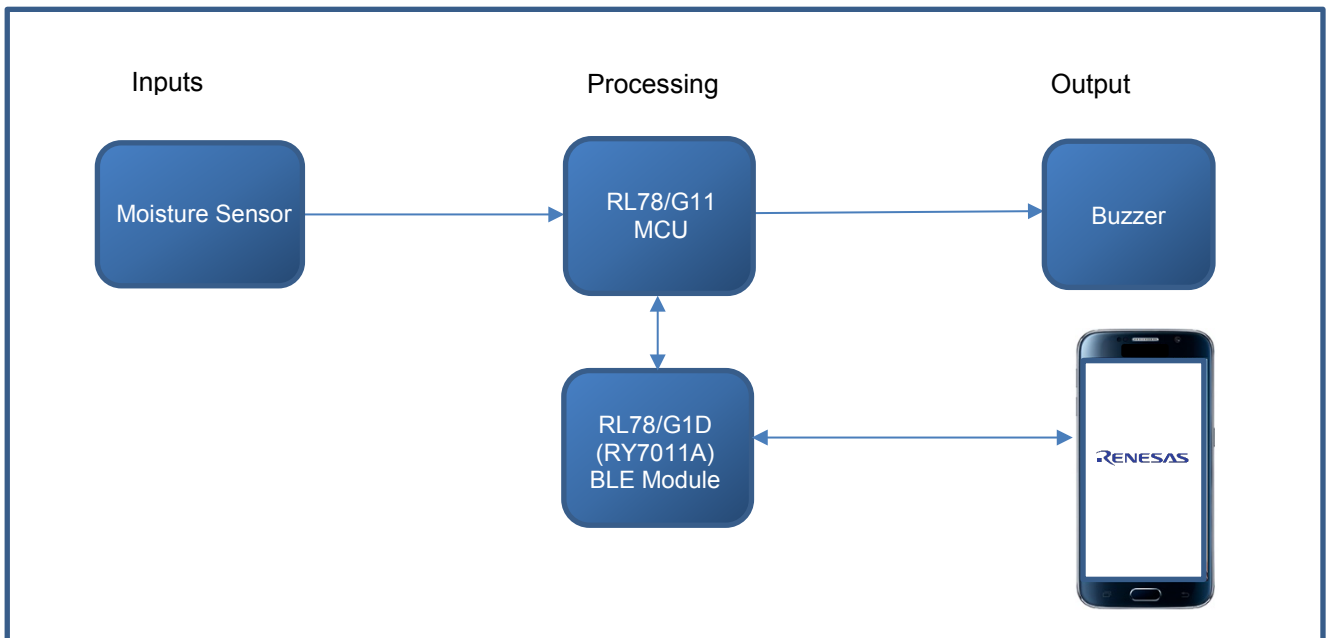 Inputs
Processing
Output
Moisture Sensor
RL78/G11
MCU
Buzzer
RL78/G1D
(RY7011A)
BLE Module
RENESAS